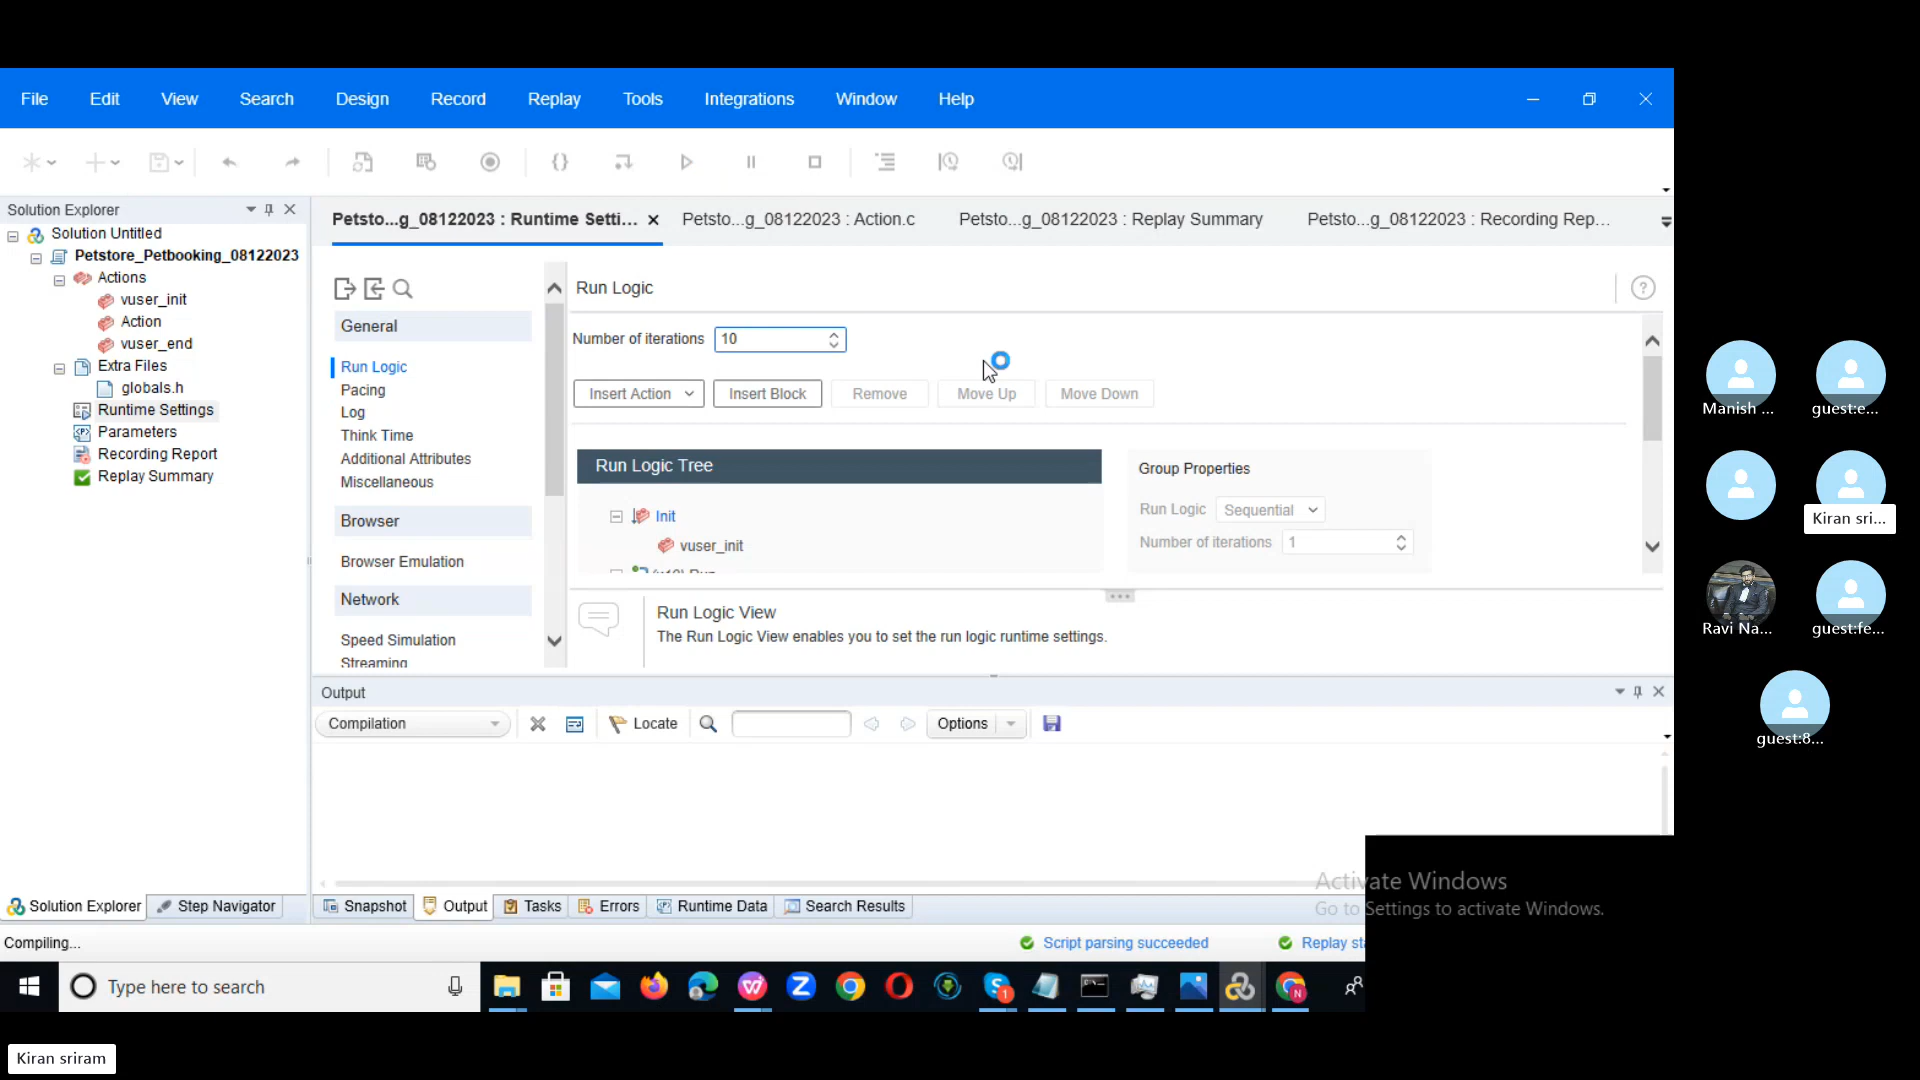 File Edit View Search Design Record Replay Tools Integrations Window Help
Solution Explorer
Solution Untitled
Petstore_Petbooking_08122023
Actions
vuser_init
Action
vuser_end
Extra Files
globals.h
Runtime Settings
Parameters
Recording Report
Replay Summary
Petsto...g_08122023 : Runtime Setti... Petsto...g_08122023 : Action.c Petsto...g_08122023 : Replay Summary Petsto...g_08122023 : Recording Rep...
General
Run Logic
Pacing
Log
Think Time
Additional Attributes
Miscellaneous
Browser
Browser Emulation
Network
Speed Simulation
Streaming
Run Logic
Number of iterations 10
Insert Action Insert Block Remove Move Up Move Down
Run Logic Tree
Init
vuser_init
(x10) Run
Group Properties
Run Logic Sequential
Number of iterations 1
Run Logic View
The Run Logic View enables you to set the run logic runtime settings.
Output
Compilation Locate Options
Solution Explorer Step Navigator Snapshot Output Tasks Errors Runtime Data Search Results
Activate Windows
Go to Settings to activate Windows.
Compiling... Script parsing succeeded Replay sta
Type here to search
Manish ... guest:e...
Kiran sri...
Ravi Na... guest:fe...
guest:8...
Kiran sriram